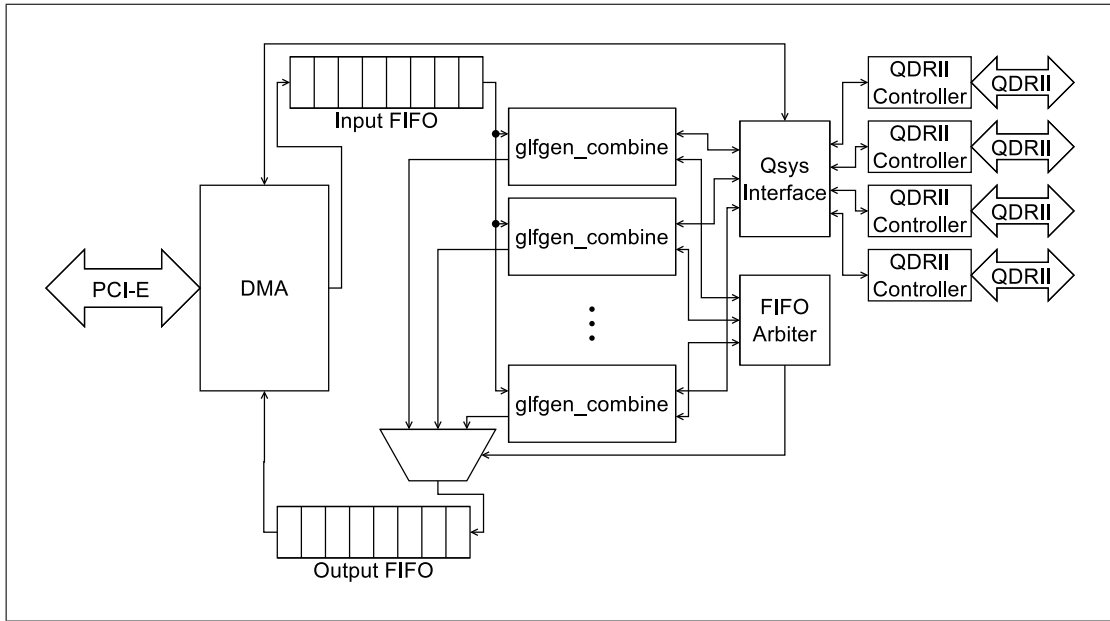 Input FIFO
glfgen_combine
glfgen_combine
glfgen_combine
Qsys
Interface
FIFO
Arbiter
QDRII
Controller
QDRII
QDRII
Controller
QDRII
QDRII
Controller
QDRII
QDRII
Controller
QDRII
PCI-E
DMA
Output FIFO